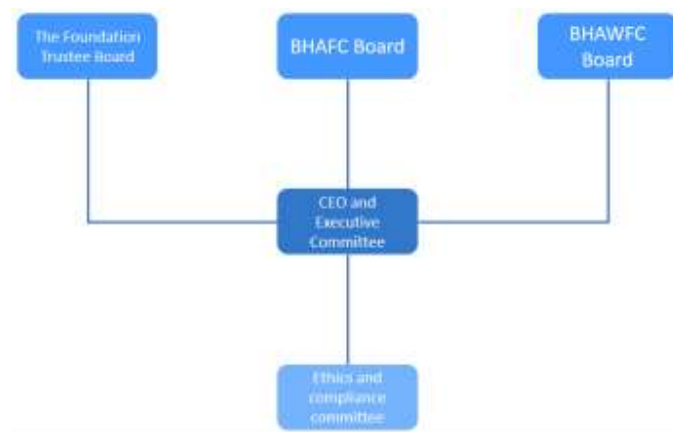 The Foundation
Trustee Board
BHAFC Board
BHAWFC
Board
CEO and
Executive
Committee
Ethics and
compliance
committee